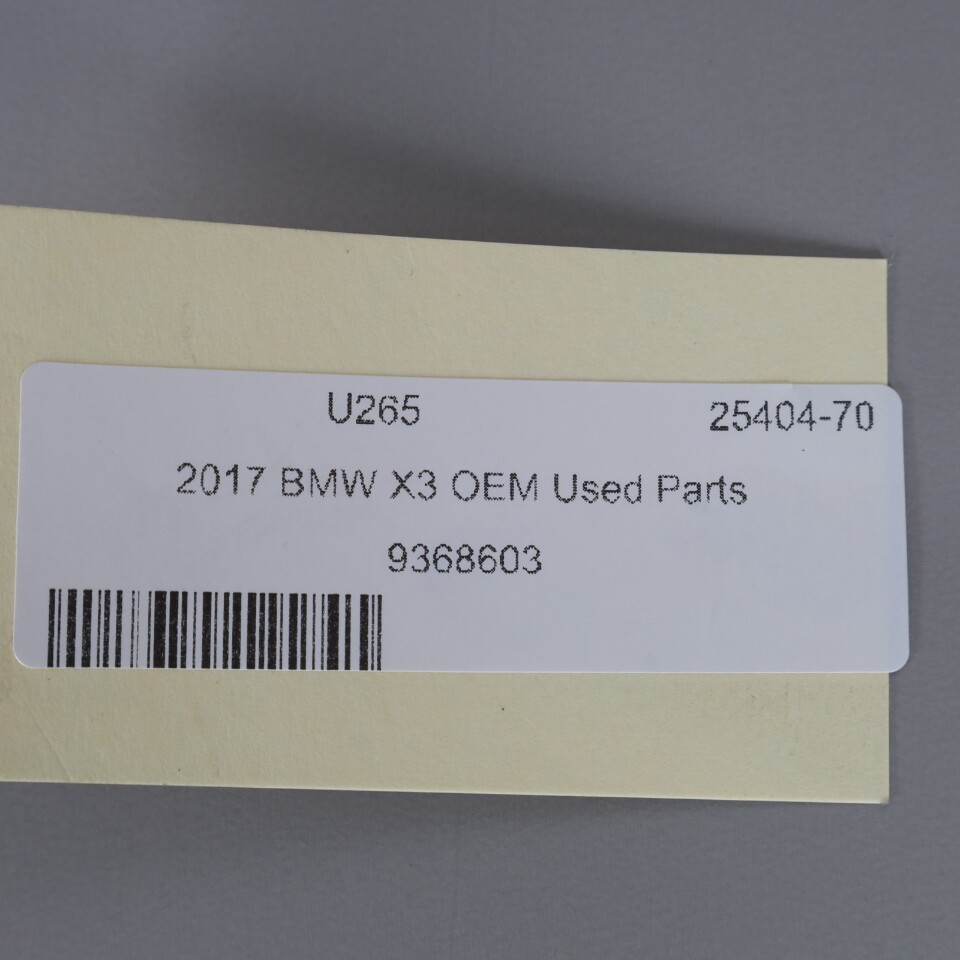 U265 25404-70
2017 BMW X3 OEM Used Parts
9368603